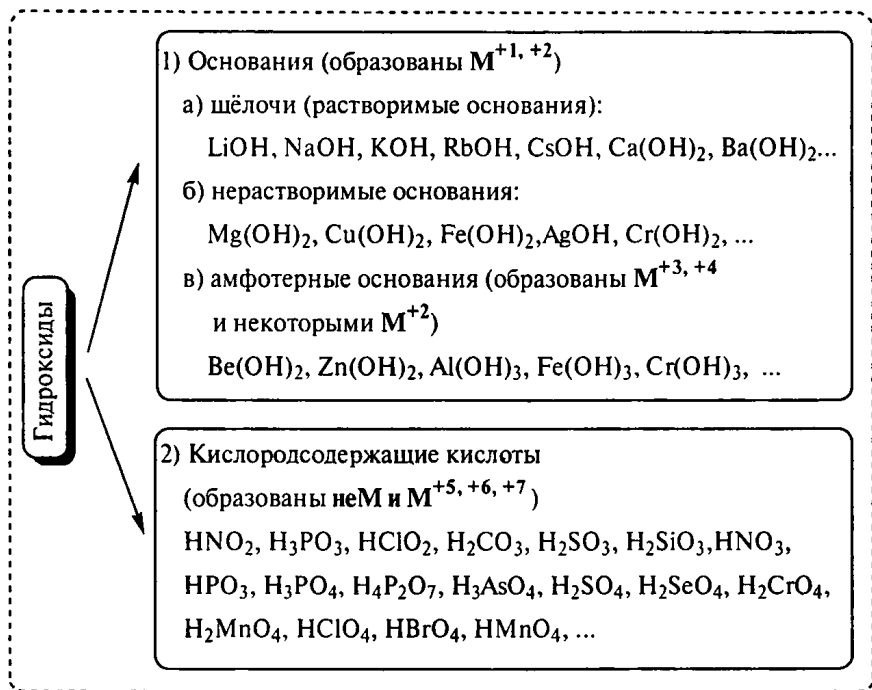 Гидроксиды
1) Основания (образованы M⁺¹, ⁺²)
а) щёлочи (растворимые основания):
LiOH, NaOH, KOH, RbOH, CsOH, Ca(OH)₂, Ba(OH)₂...
б) нерастворимые основания:
Mg(OH)₂, Cu(OH)₂, Fe(OH)₂,AgOH, Cr(OH)₂, ...
в) амфотерные основания (образованы M⁺³, ⁺⁴
и некоторыми M⁺²)
Be(OH)₂, Zn(OH)₂, Al(OH)₃, Fe(OH)₃, Cr(OH)₃, ...
2) Кислородсодержащие кислоты
(образованы неМ и M⁺⁵, ⁺⁶, ⁺⁷)
HNO₂, H₃PO₃, HClO₂, H₂CO₃, H₂SO₃, H₂SiO₃,HNO₃,
HPO₃, H₃PO₄, H₄P₂O₇, H₃AsO₄, H₂SO₄, H₂SeO₄, H₂CrO₄,
H₂MnO₄, HClO₄, HBrO₄, HMnO₄, ...